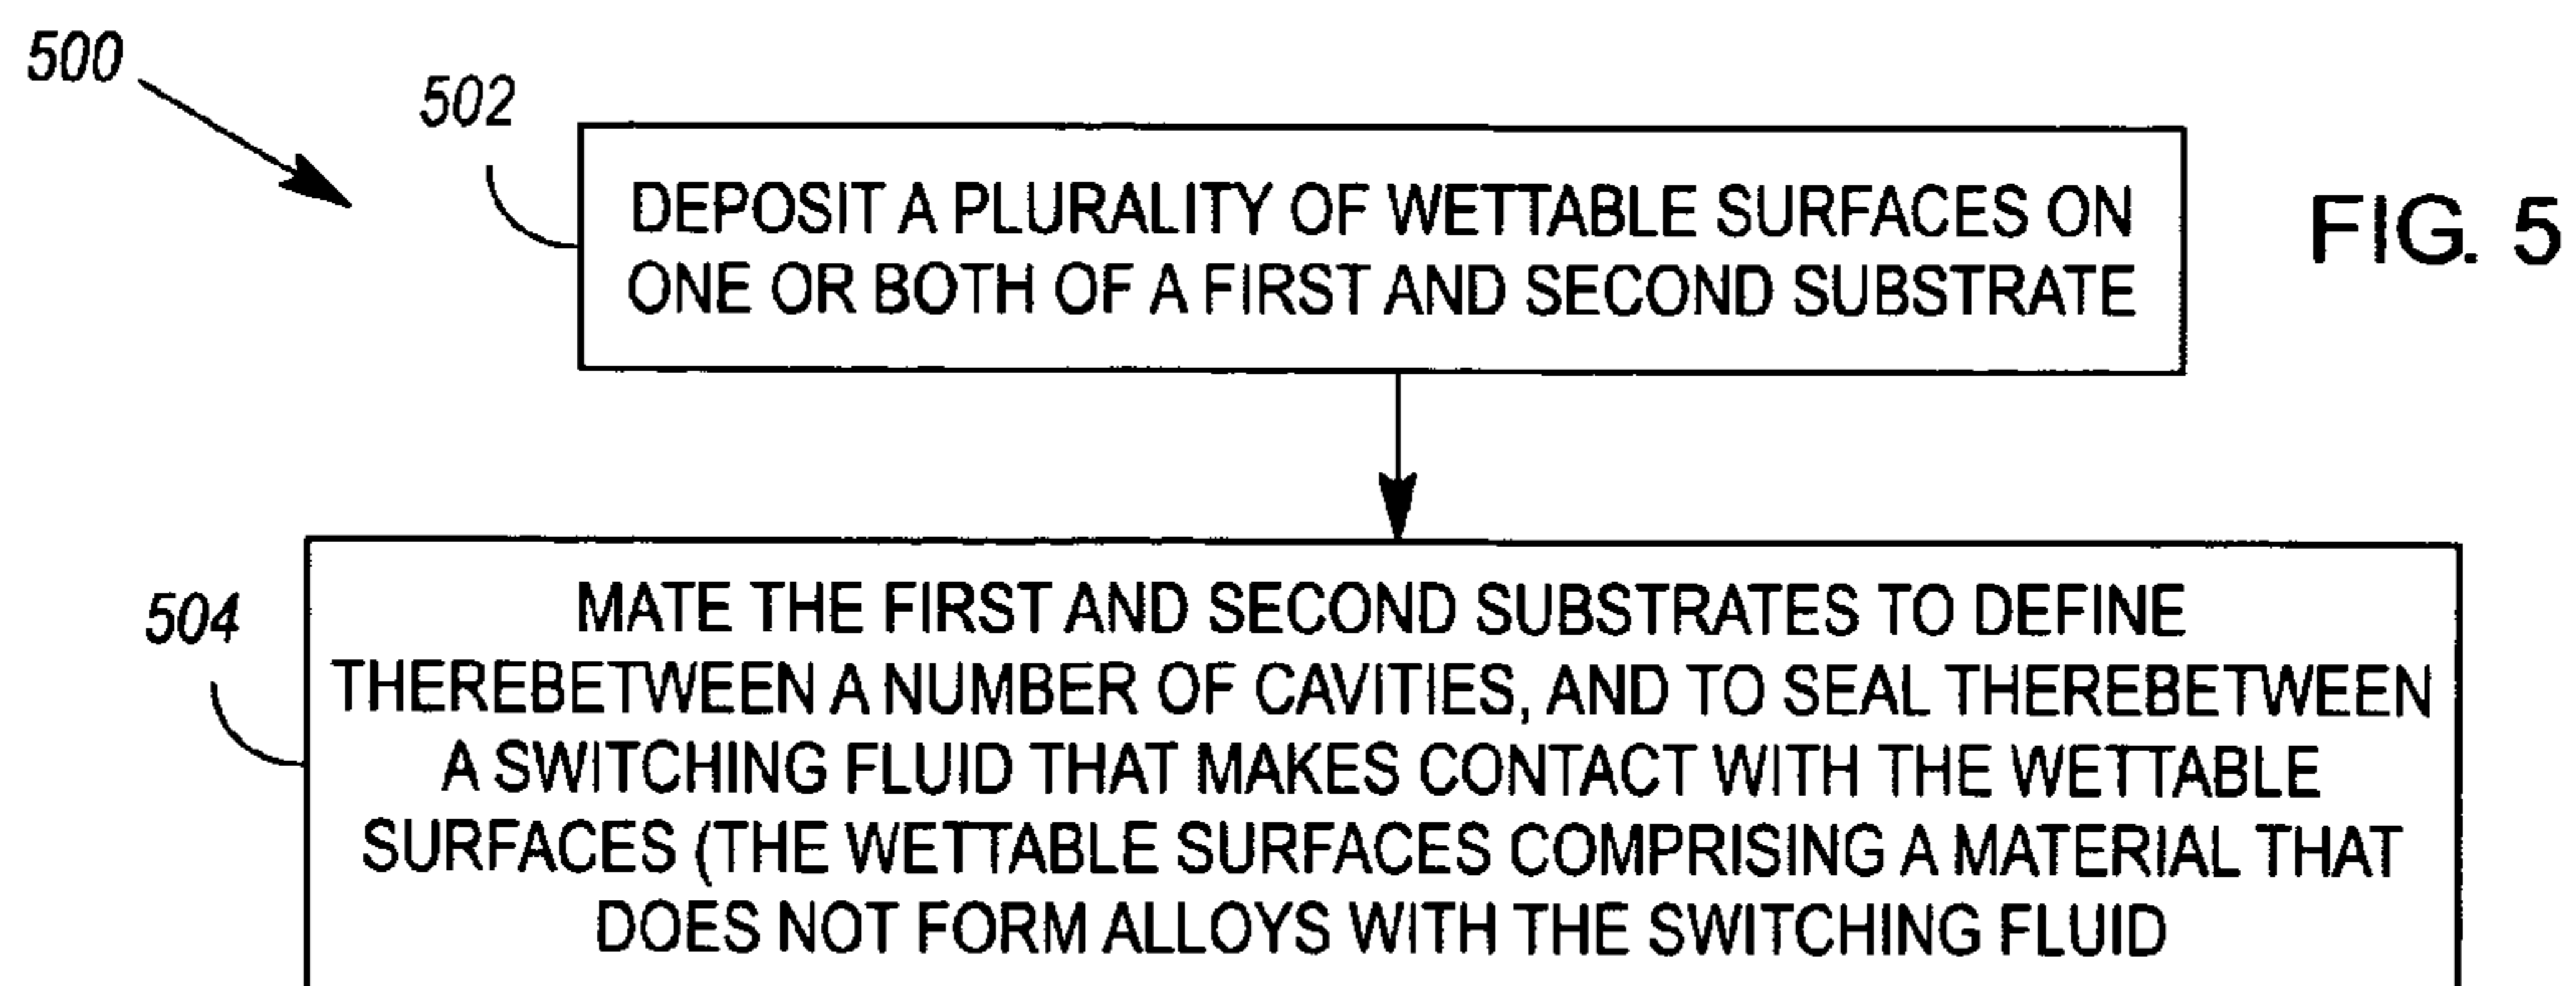 500
502
DEPOSIT A PLURALITY OF WETTABLE SURFACES ON
ONE OR BOTH OF A FIRST AND SECOND SUBSTRATE
FIG. 5
504
MATE THE FIRST AND SECOND SUBSTRATES TO DEFINE
THEREBETWEEN A NUMBER OF CAVITIES, AND TO SEAL THEREBETWEEN
A SWITCHING FLUID THAT MAKES CONTACT WITH THE WETTABLE
SURFACES (THE WETTABLE SURFACES COMPRISING A MATERIAL THAT
DOES NOT FORM ALLOYS WITH THE SWITCHING FLUID